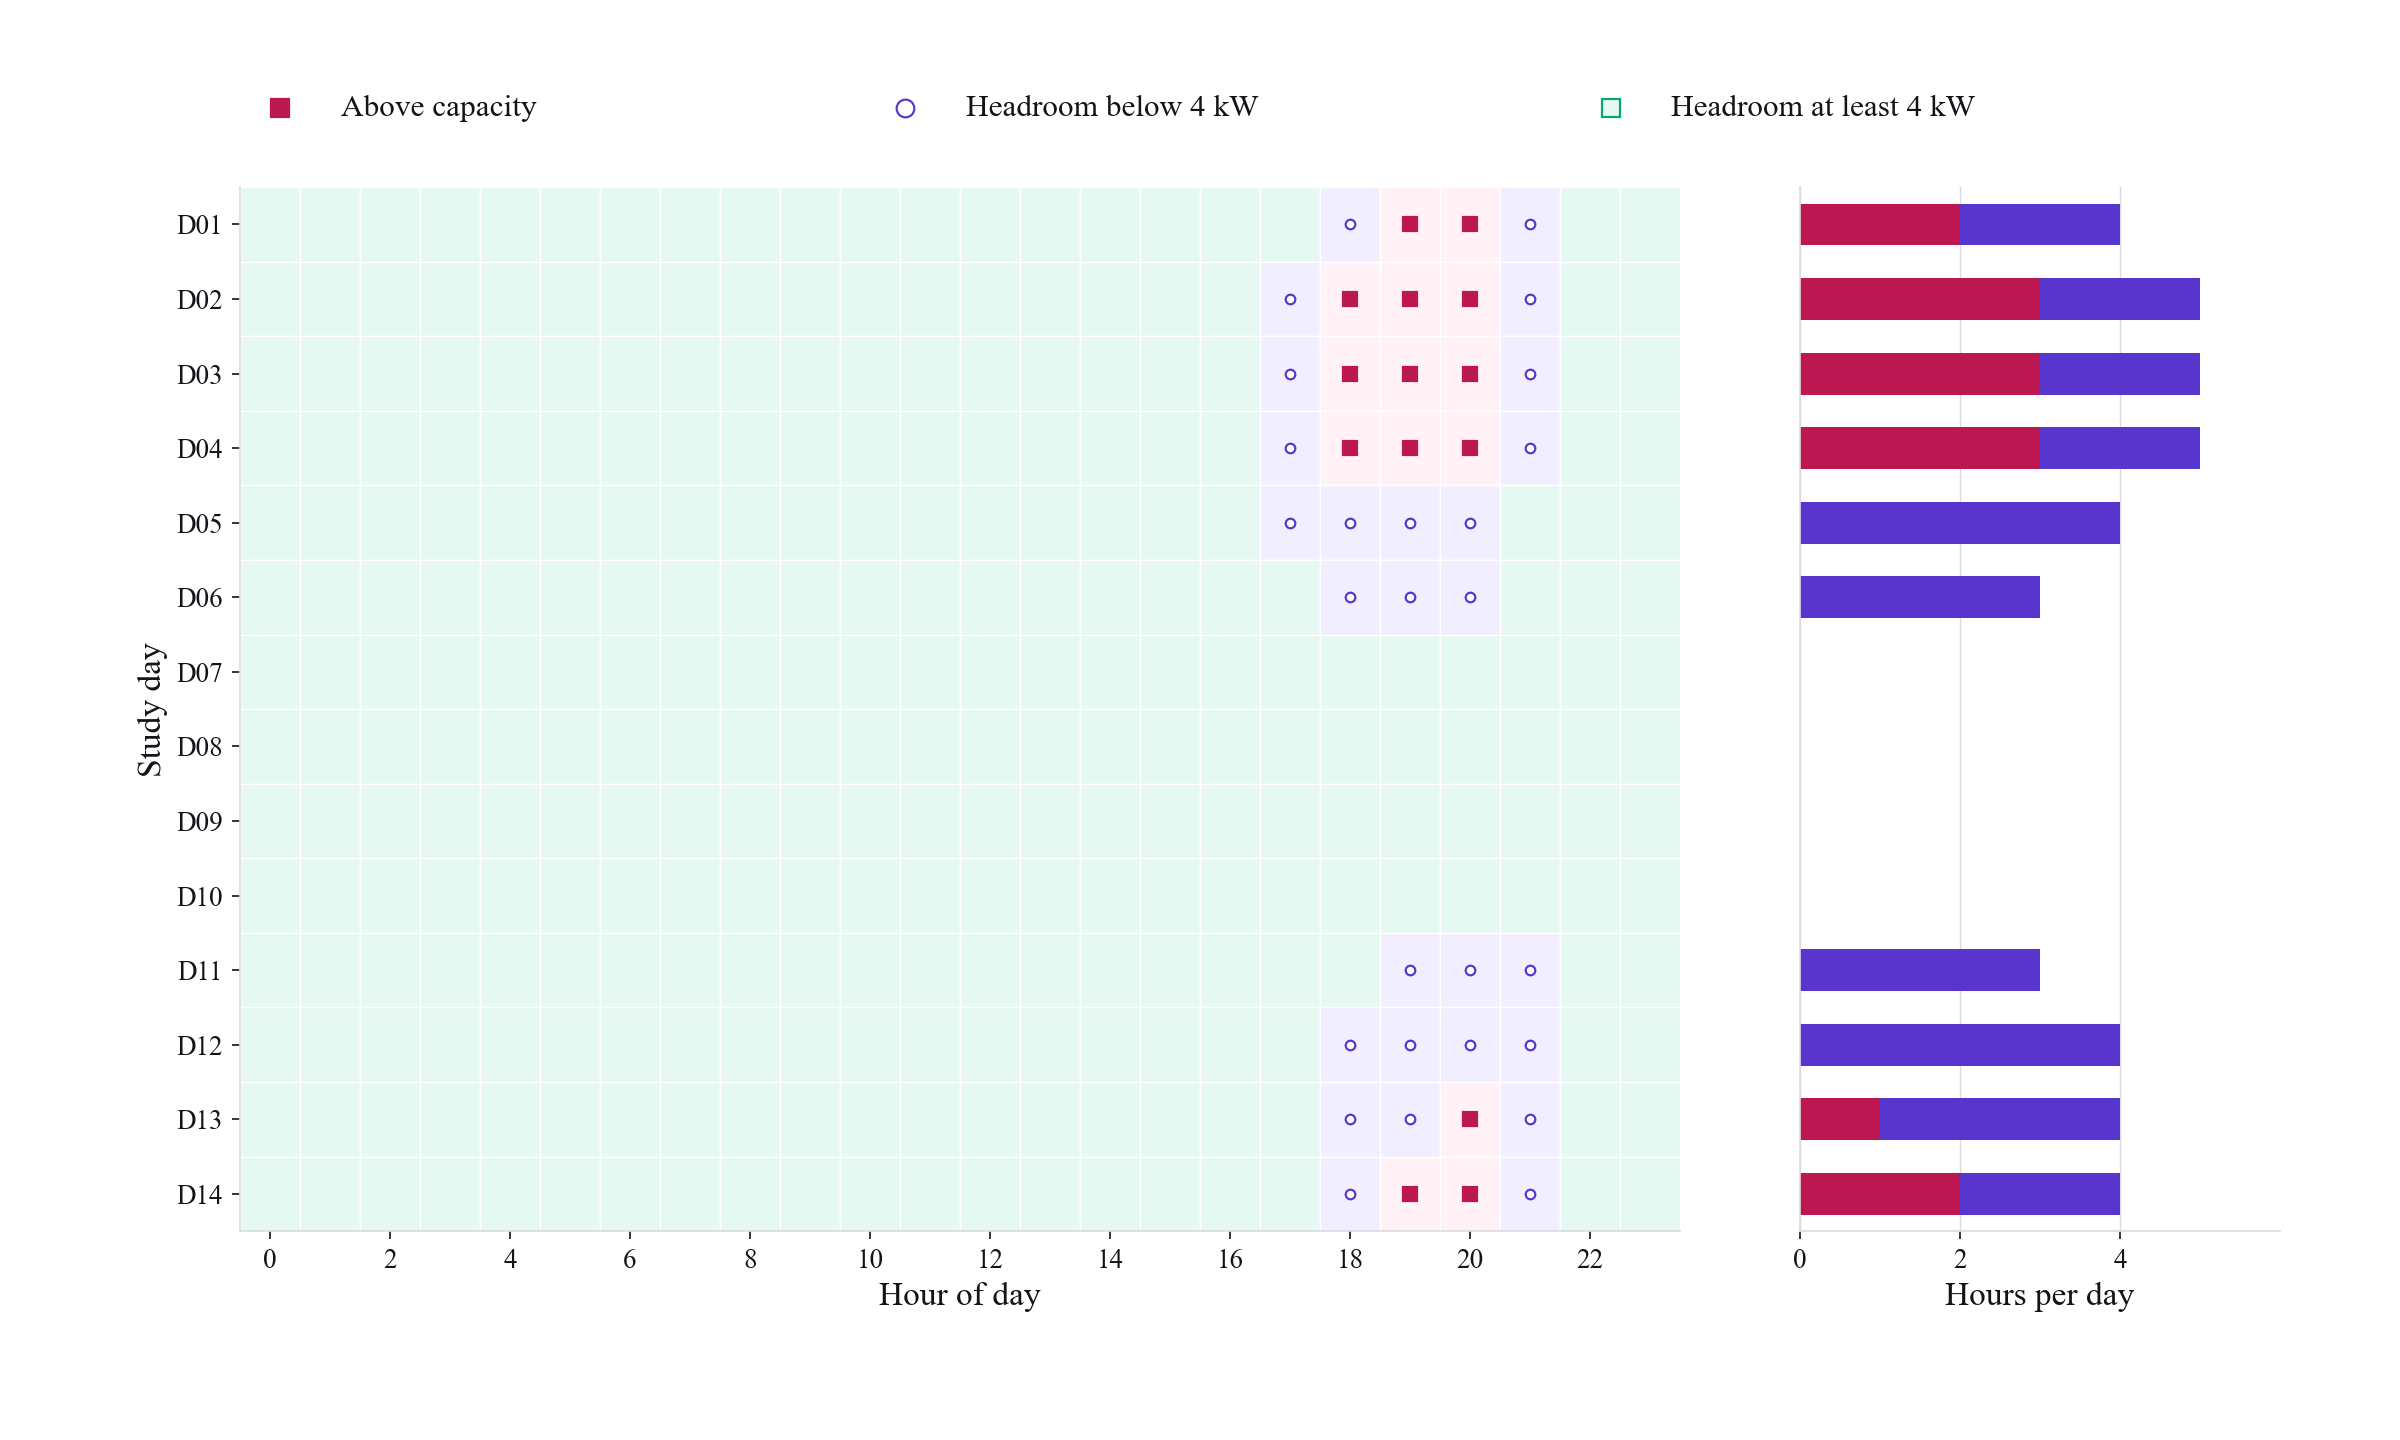 Above capacity
Headroom below 4 kW
Headroom at least 4 kW
Study day
D01
D02
D03
D04
D05
D06
D07
D08
D09
D10
D11
D12
D13
D14
0 2 4 6 8 10 12 14 16 18 20 22
Hour of day
0 2 4
Hours per day